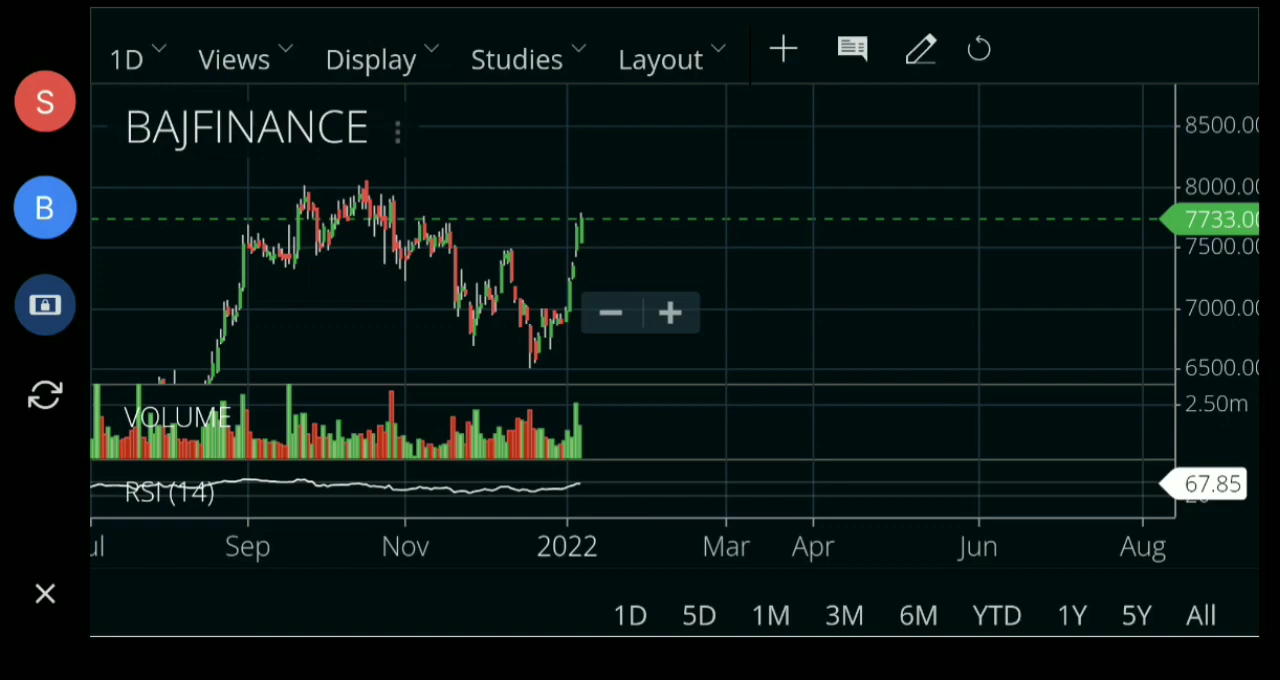 1D Views Display Studies Layout
S
BAJFINANCE
8500.00
8000.00
B
7733.00
7500.00
7000.00
6500.00
VOLUME
2.50m
RSI (14)
67.85
ul Sep Nov 2022 Mar Apr Jun Aug
1D 5D 1M 3M 6M YTD 1Y 5Y All